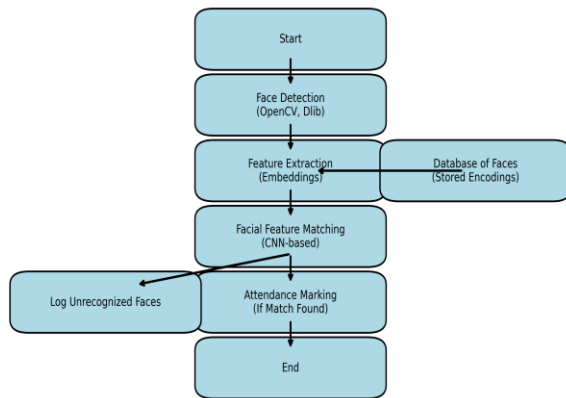 Start
Face Detection
(OpenCV, Dlib)
Feature Extraction
(Embeddings)
Database of Faces
(Stored Encodings)
Facial Feature Matching
(CNN-based)
Log Unrecognized Faces
Attendance Marking
(If Match Found)
End